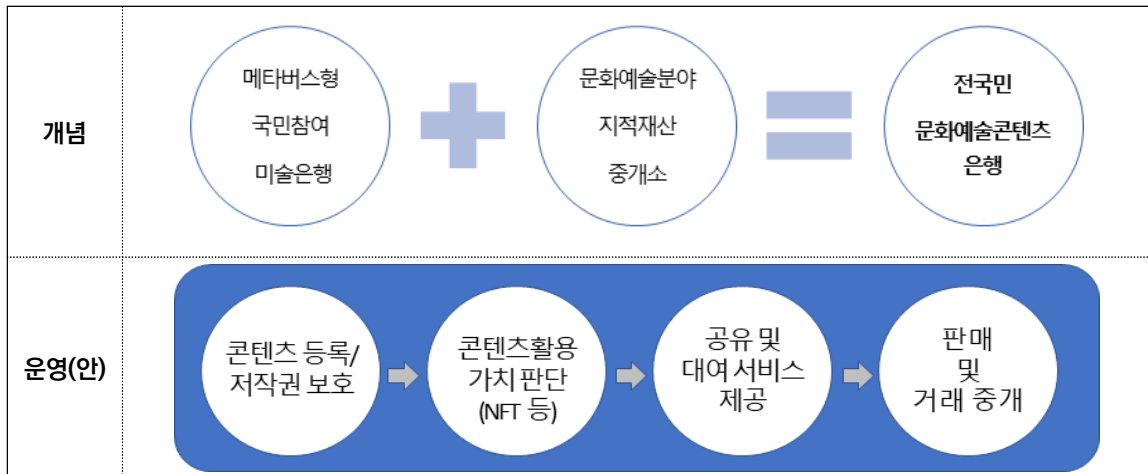 개념
메타버스형
국민참여
미술은행
문화예술분야
지적재산
중개소
전국민
문화예술콘텐츠
은행
운영(안)
콘텐츠 등록/
저작권 보호
콘텐츠활용
가치 판단
(NFT 등)
공유 및
대여 서비스
제공
판매
및
거래 중개